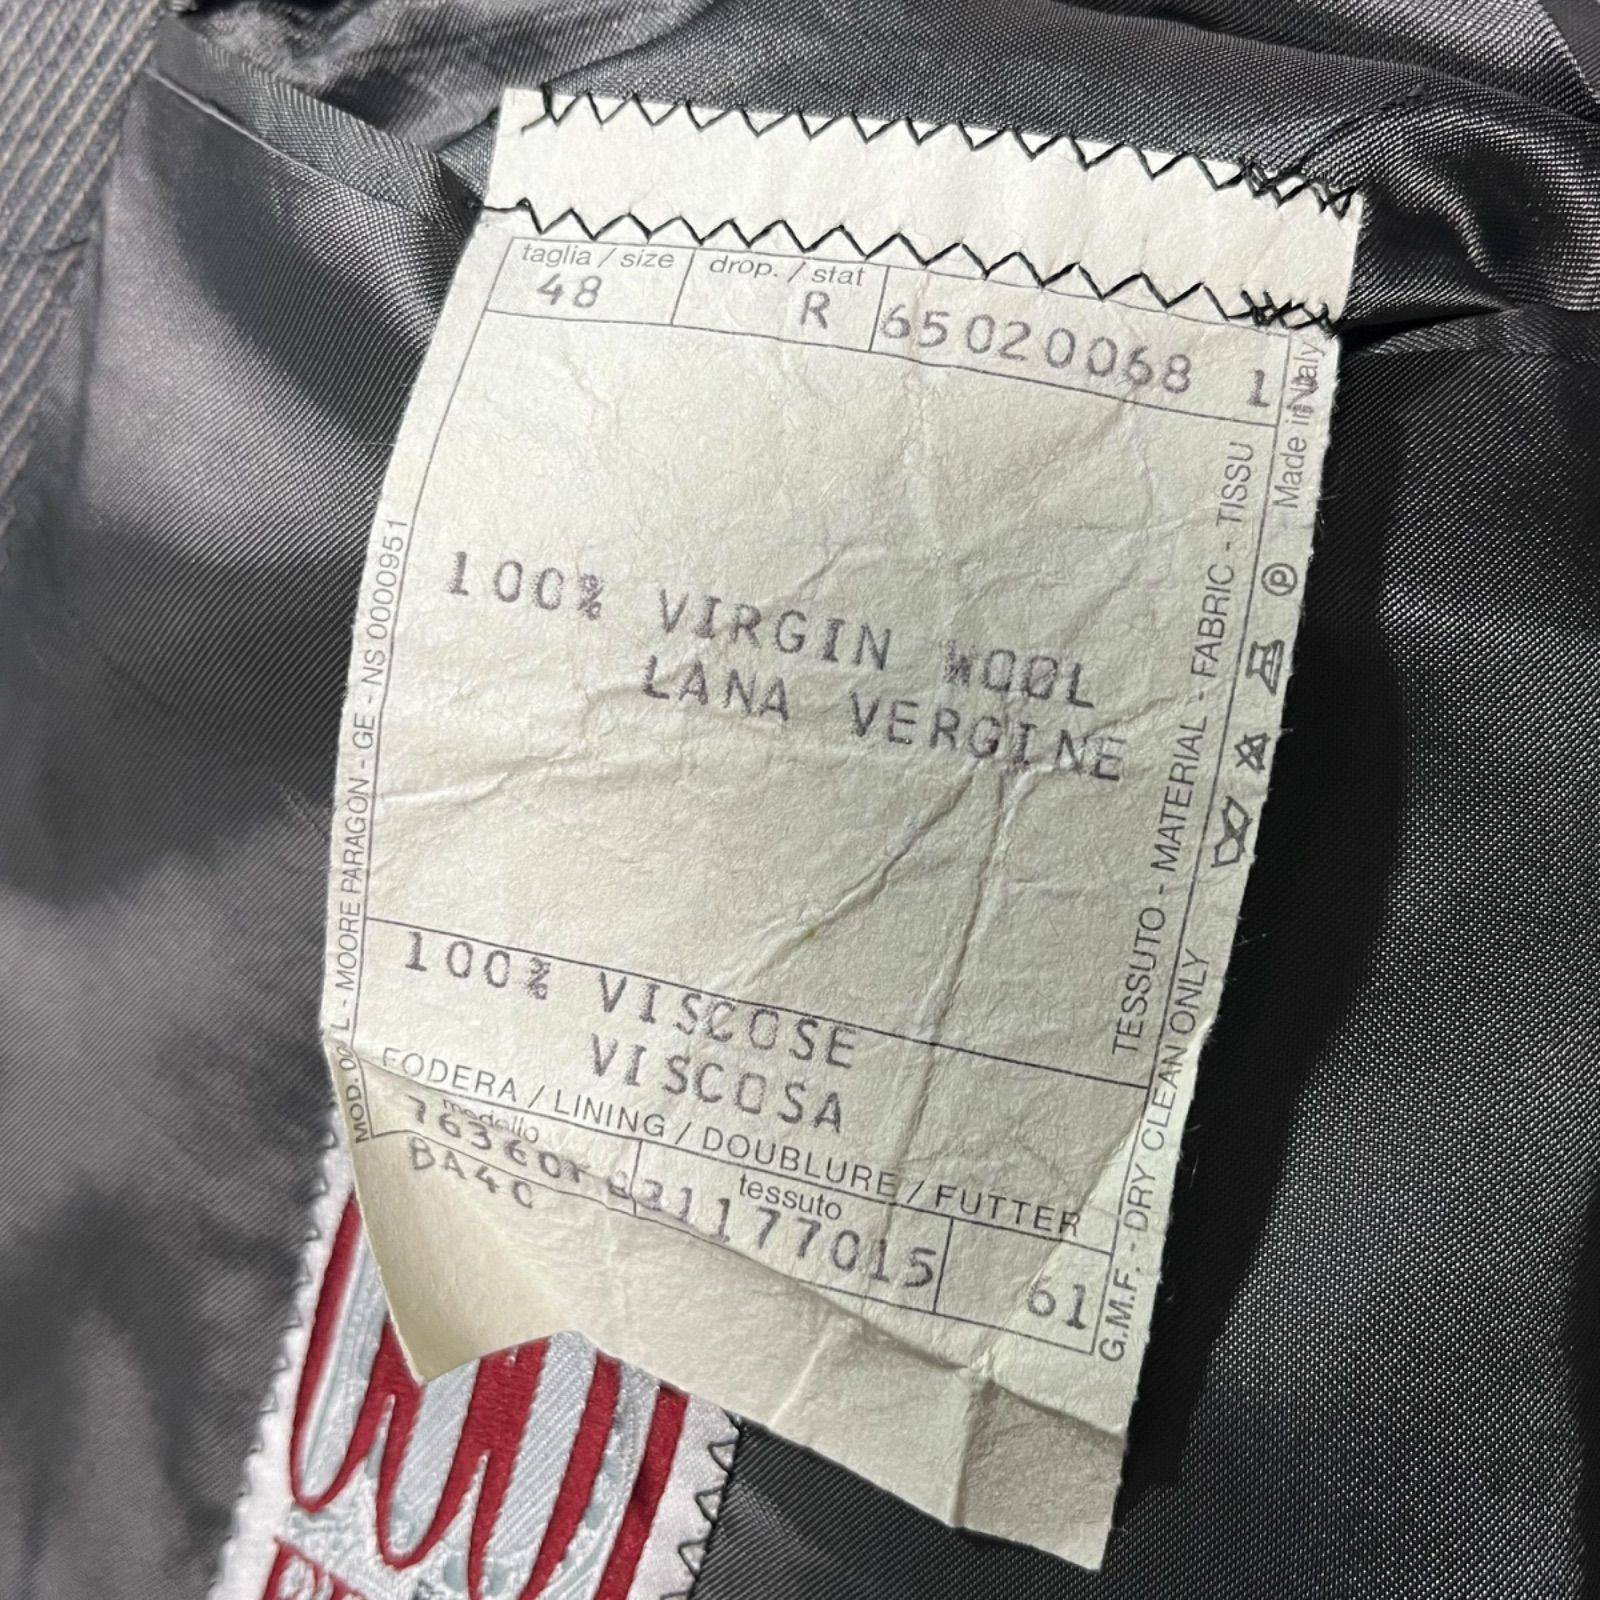 taglia / size
48
drop. / stat
R
65020068 1
100% VIRGIN WOOL
LANA VERGINE
100% VISCOSE
VISCOSA
FODERA / LINING / DOUBLURE / FUTTER
modello
tessuto
177015
61
BA40
L - MOORE PARAGON - GE - NS 0000951
MOD.
TESSUTO - MATERIAL - FABRIC - TISSU
G.M.F. - DRY CLEAN ONLY
P
Made in Italy